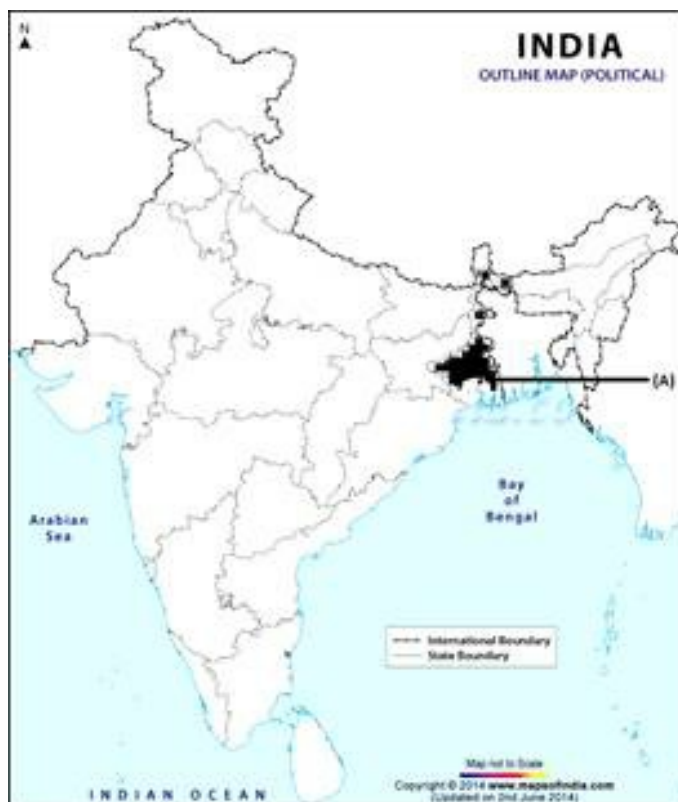 N
INDIA
OUTLINE MAP (POLITICAL)
(A)
Arabian
Sea
Bay
of
Bengal
International Boundary
State Boundary
Map not to Scale
Copyright © 2014 www.mapsofindia.com
(Updated on 2nd June 2014)
INDIAN OCEAN